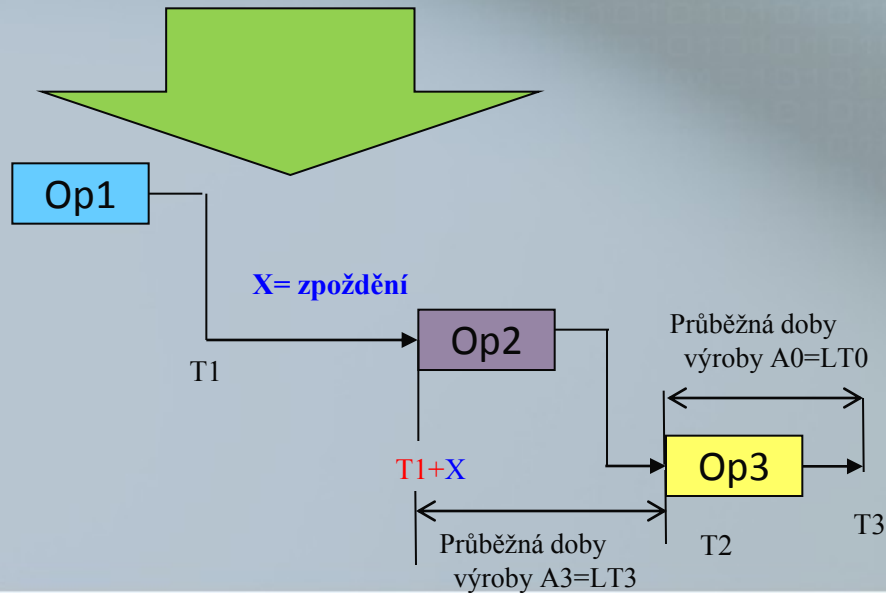 Op1
X= zpoždění
T1
Op2
Průběžná doby
výroby A0=LT0
T1+X
Op3
T3
Průběžná doby
výroby A3=LT3
T2